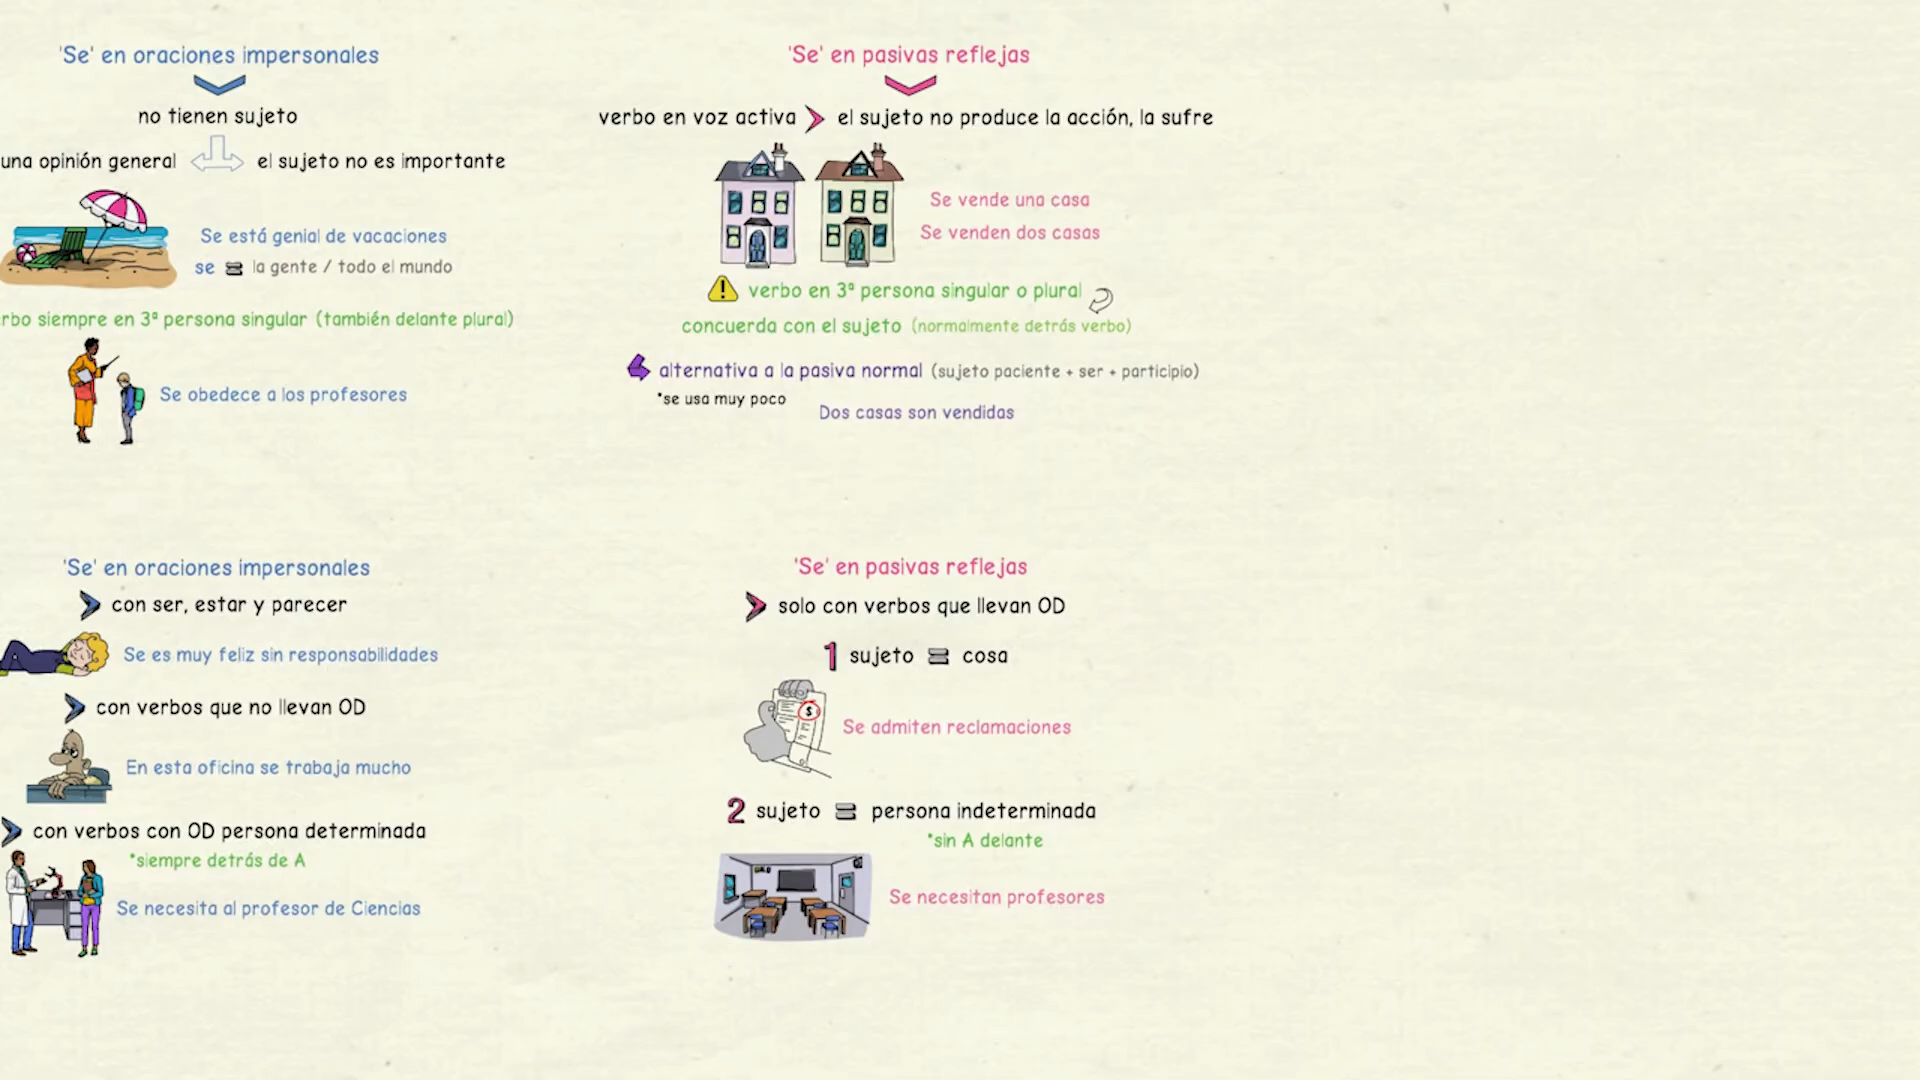 'Se' en oraciones impersonales
no tienen sujeto
una opinión general
el sujeto no es importante
Se está genial de vacaciones
se = la gente / todo el mundo
rbo siempre en 3ª persona singular (también delante plural)
Se obedece a los profesores
'Se' en pasivas reflejas
verbo en voz activa > el sujeto no produce la acción, la sufre
Se vende una casa
Se venden dos casas
verbo en 3ª persona singular o plural
concuerda con el sujeto (normalmente detrás verbo)
alternativa a la pasiva normal (sujeto paciente + ser + participio)
*se usa muy poco
Dos casas son vendidas
'Se' en oraciones impersonales
con ser, estar y parecer
Se es muy feliz sin responsabilidades
con verbos que no llevan OD
En esta oficina se trabaja mucho
con verbos con OD persona determinada
*siempre detrás de A
Se necesita al profesor de Ciencias
'Se' en pasivas reflejas
solo con verbos que llevan OD
1 sujeto = cosa
$
Se admiten reclamaciones
2 sujeto = persona indeterminada
*sin A delante
Se necesitan profesores